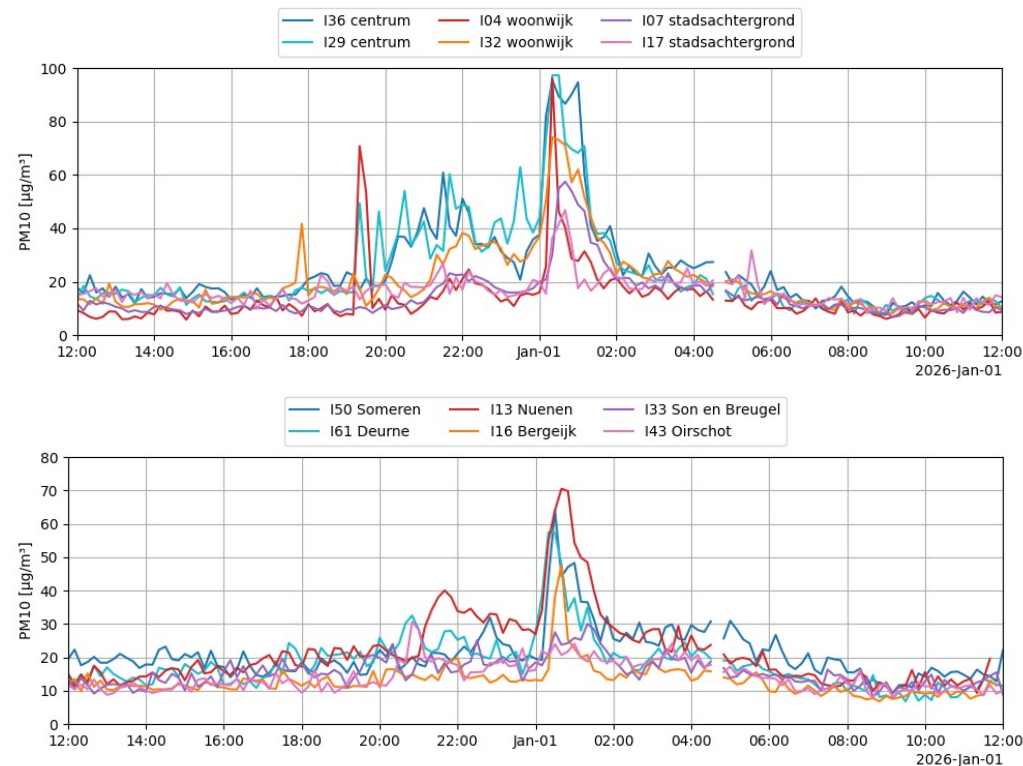 I36 centrum I04 woonwijk I07 stadsachtergrond
I29 centrum I32 woonwijk I17 stadsachtergrond
PM10 [µg/m³]
100
80
60
40
20
0
12:00 14:00 16:00 18:00 20:00 22:00 Jan-01 02:00 04:00 06:00 08:00 10:00 12:00
2026-Jan-01
I50 Someren I13 Nuenen I33 Son en Breugel
I61 Deurne I16 Bergeijk I43 Oirschot
PM10 [µg/m³]
80
70
60
50
40
30
20
10
0
12:00 14:00 16:00 18:00 20:00 22:00 Jan-01 02:00 04:00 06:00 08:00 10:00 12:00
2026-Jan-01